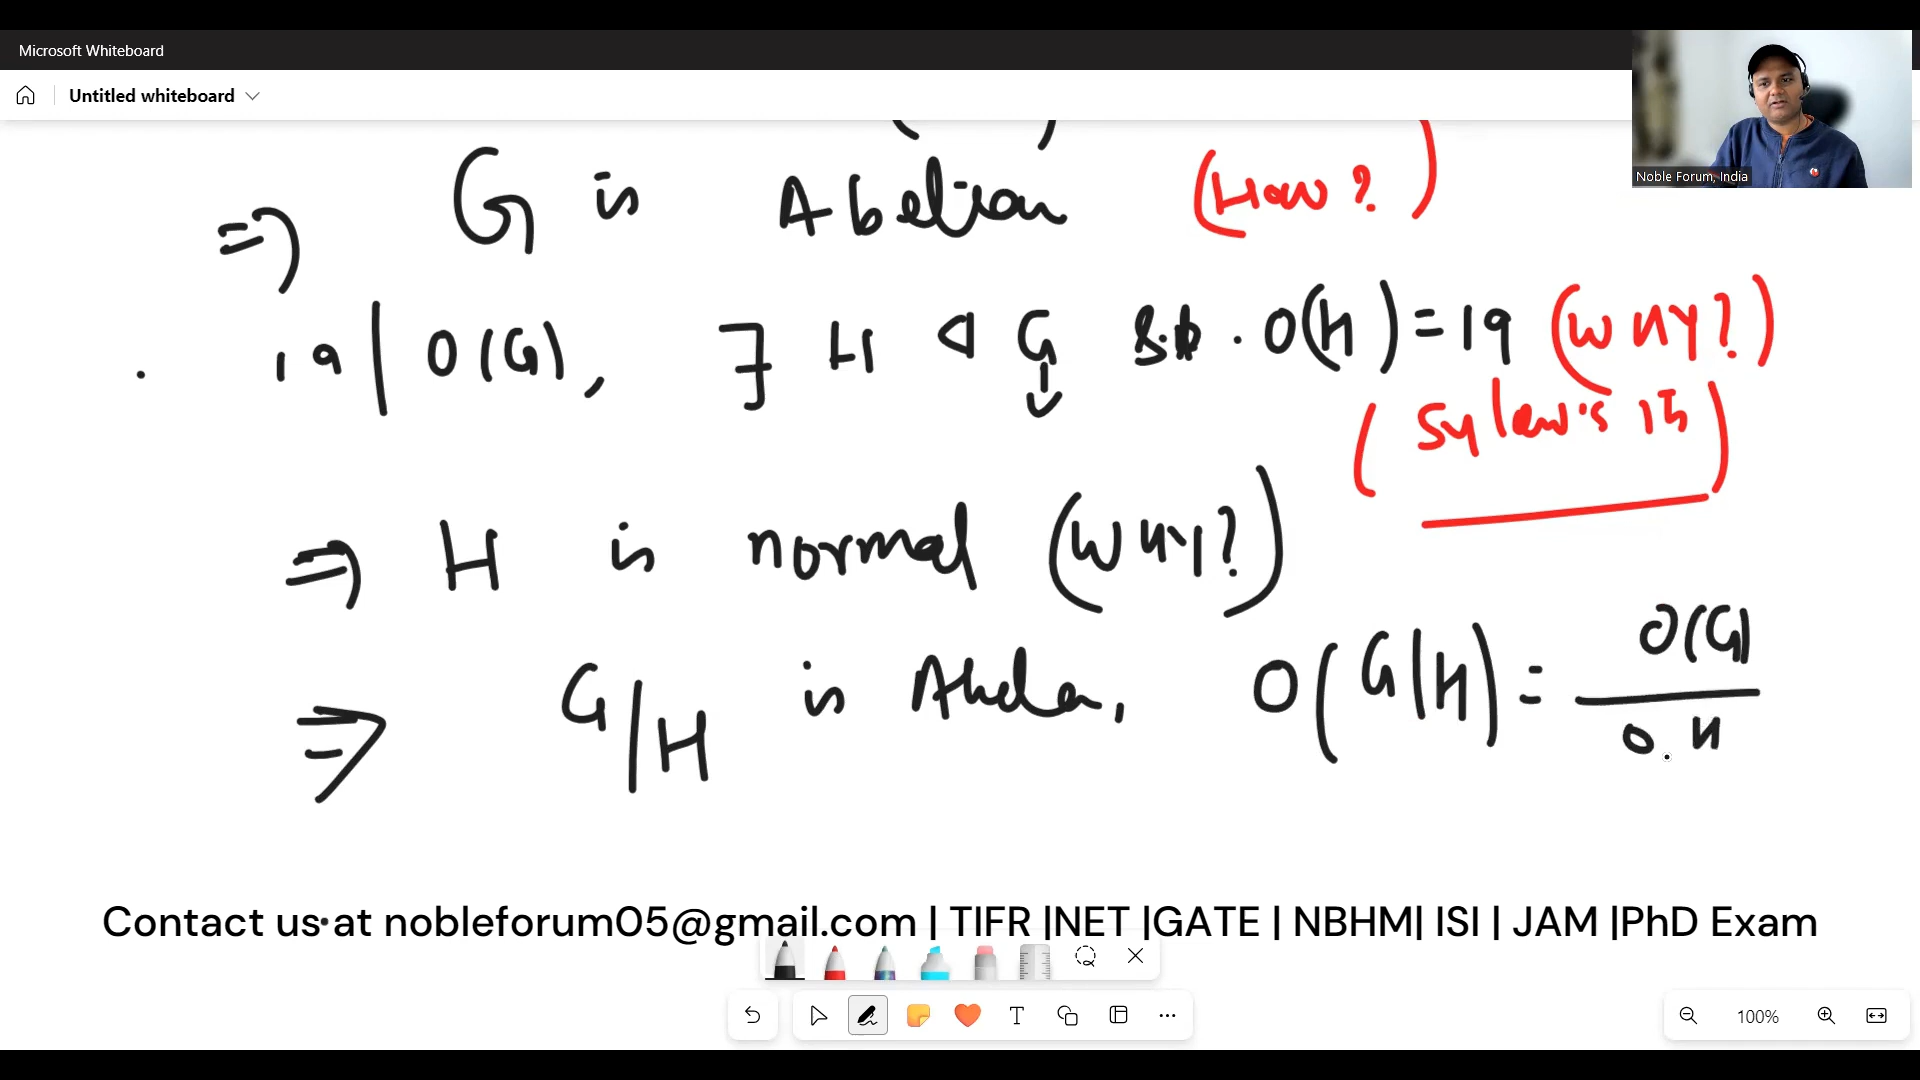 Microsoft Whiteboard
Untitled whiteboard
Noble Forum, India
⇒ G is Abelian (How?)
. 19 | O(G), ∃ H ⊲ G s.t. O(H) = 19 (WHY?)
(Sylow's 1st)
⇒ H is normal (WHY?)
⇒ G/H is Abelian, O(G/H) = O(G)
O H
Contact us at nobleforum05@gmail.com | TIFR |NET |GATE | NBHM| ISI | JAM |PhD Exam
100%